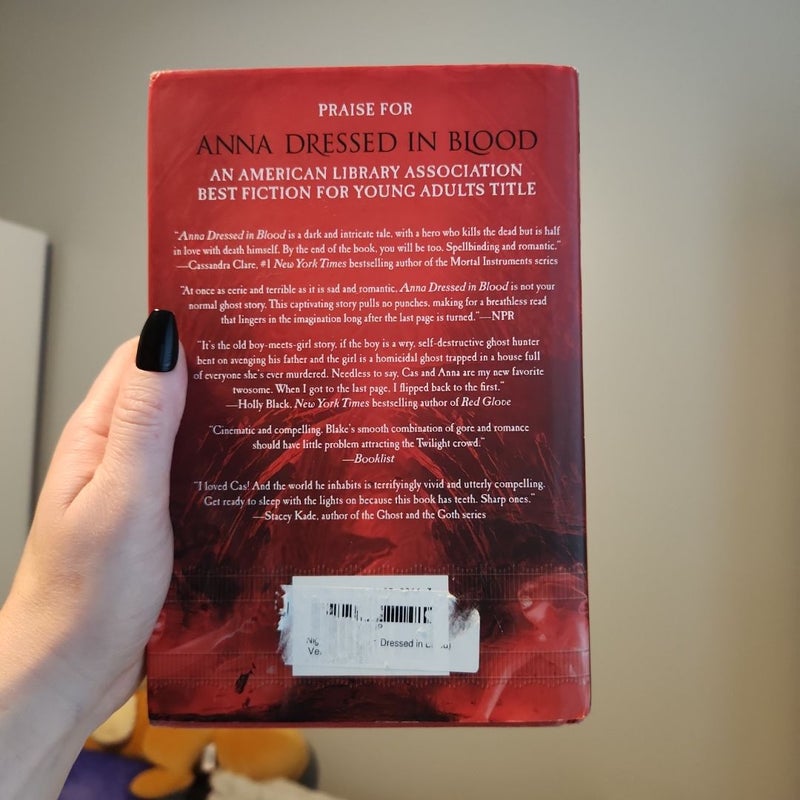 PRAISE FOR
ANNA DRESSED IN BLOOD
AN AMERICAN LIBRARY ASSOCIATION
BEST FICTION FOR YOUNG ADULTS TITLE
"Anna Dressed in Blood is a dark and intricate tale, with a hero who kills the dead but is half
in love with death himself. By the end of the book, you will be too. Spellbinding and romantic."
—Cassandra Clare, #1 New York Times bestselling author of the Mortal Instruments series
"At once as eerie and terrible as it is sad and romantic, Anna Dressed in Blood is not your
normal ghost story. This captivating story pulls no punches, making for a breathless read
that lingers in the imagination long after the last page is turned."—NPR
"It's the old boy-meets-girl story, if the boy is a wry, self-destructive ghost hunter
bent on avenging his father and the girl is a homicidal ghost trapped in a house full
of everyone she's ever murdered. Needless to say, Cas and Anna are my new favorite
twosome. When I got to the last page, I flipped back to the first."
—Holly Black, New York Times bestselling author of Red Glove
"Cinematic and compelling. Blake's smooth combination of gore and romance
should have little problem attracting the Twilight crowd."
—Booklist
"I loved Cas! And the world he inhabits is terrifyingly vivid and utterly compelling.
Get ready to sleep with the lights on because this book has teeth. Sharp ones."
—Stacey Kade, author of the Ghost and the Goth series
Dressed in